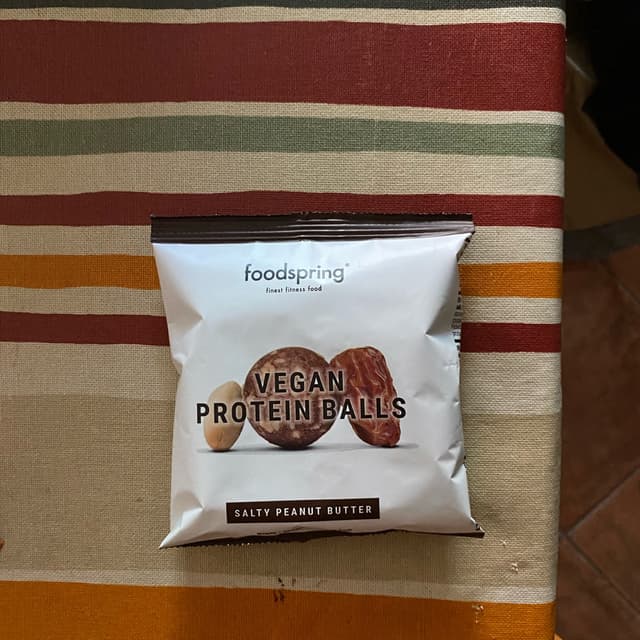 foodspring®
finest fitness food
VEGAN
PROTEIN BALLS
SALTY PEANUT BUTTER